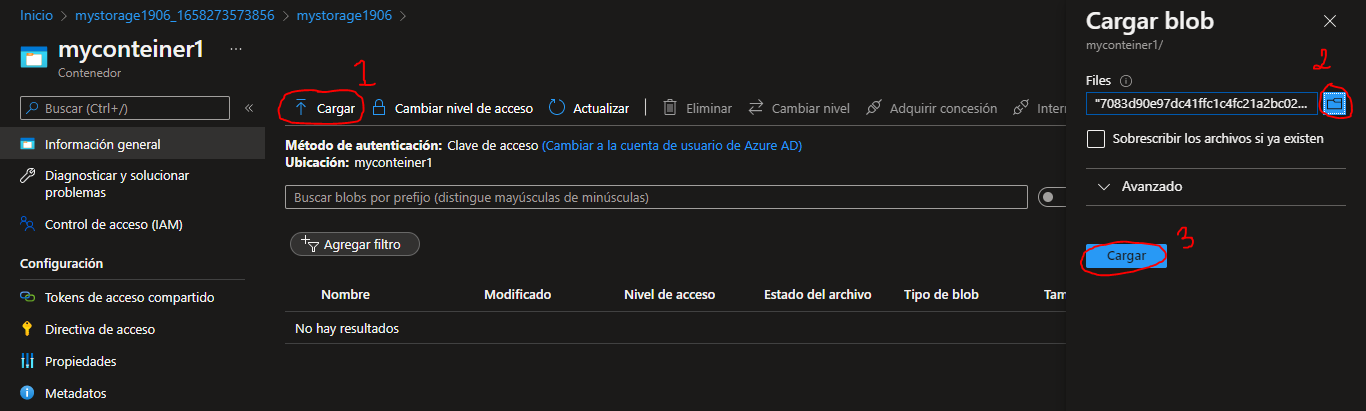 Inicio > mystorage1906_1658273573856 > mystorage1906 >
myconteiner1 ...
Contenedor
Buscar (Ctrl+/) «
Información general
Diagnosticar y solucionar
problemas
Control de acceso (IAM)
Configuración
Tokens de acceso compartido
Directiva de acceso
Propiedades
Metadatos
1
Cargar Cambiar nivel de acceso Actualizar Eliminar Cambiar nivel Adquirir concesión Interr
Método de autenticación: Clave de acceso (Cambiar a la cuenta de usuario de Azure AD)
Ubicación: myconteiner1
Buscar blobs por prefijo (distingue mayúsculas de minúsculas)
Agregar filtro
Nombre Modificado Nivel de acceso Estado del archivo Tipo de blob Tam
No hay resultados
Cargar blob
myconteiner1/
2
Files
"7083d90e97dc41ffc1c4fc21a2bc02...
Sobrescribir los archivos si ya existen
Avanzado
3
Cargar